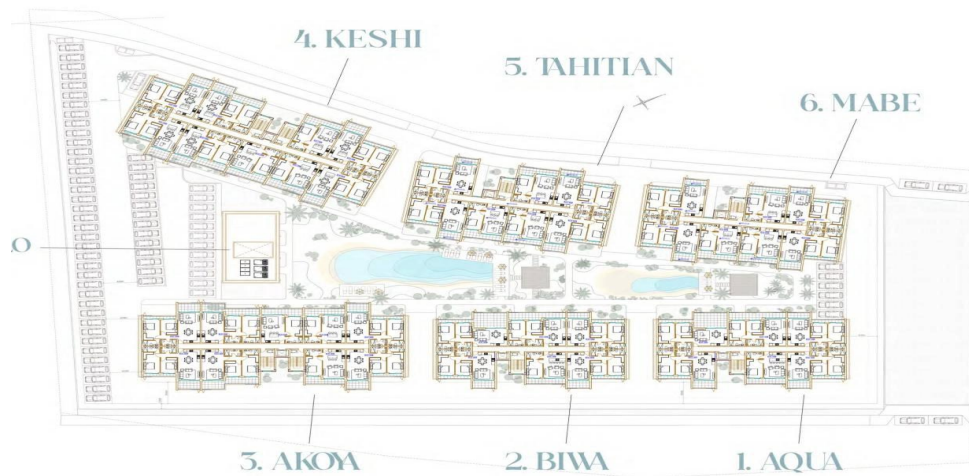 4. KESHI
5. TAHITIAN
6. MABE
O
3. AKOYA
2. BIWA
1. AQUA